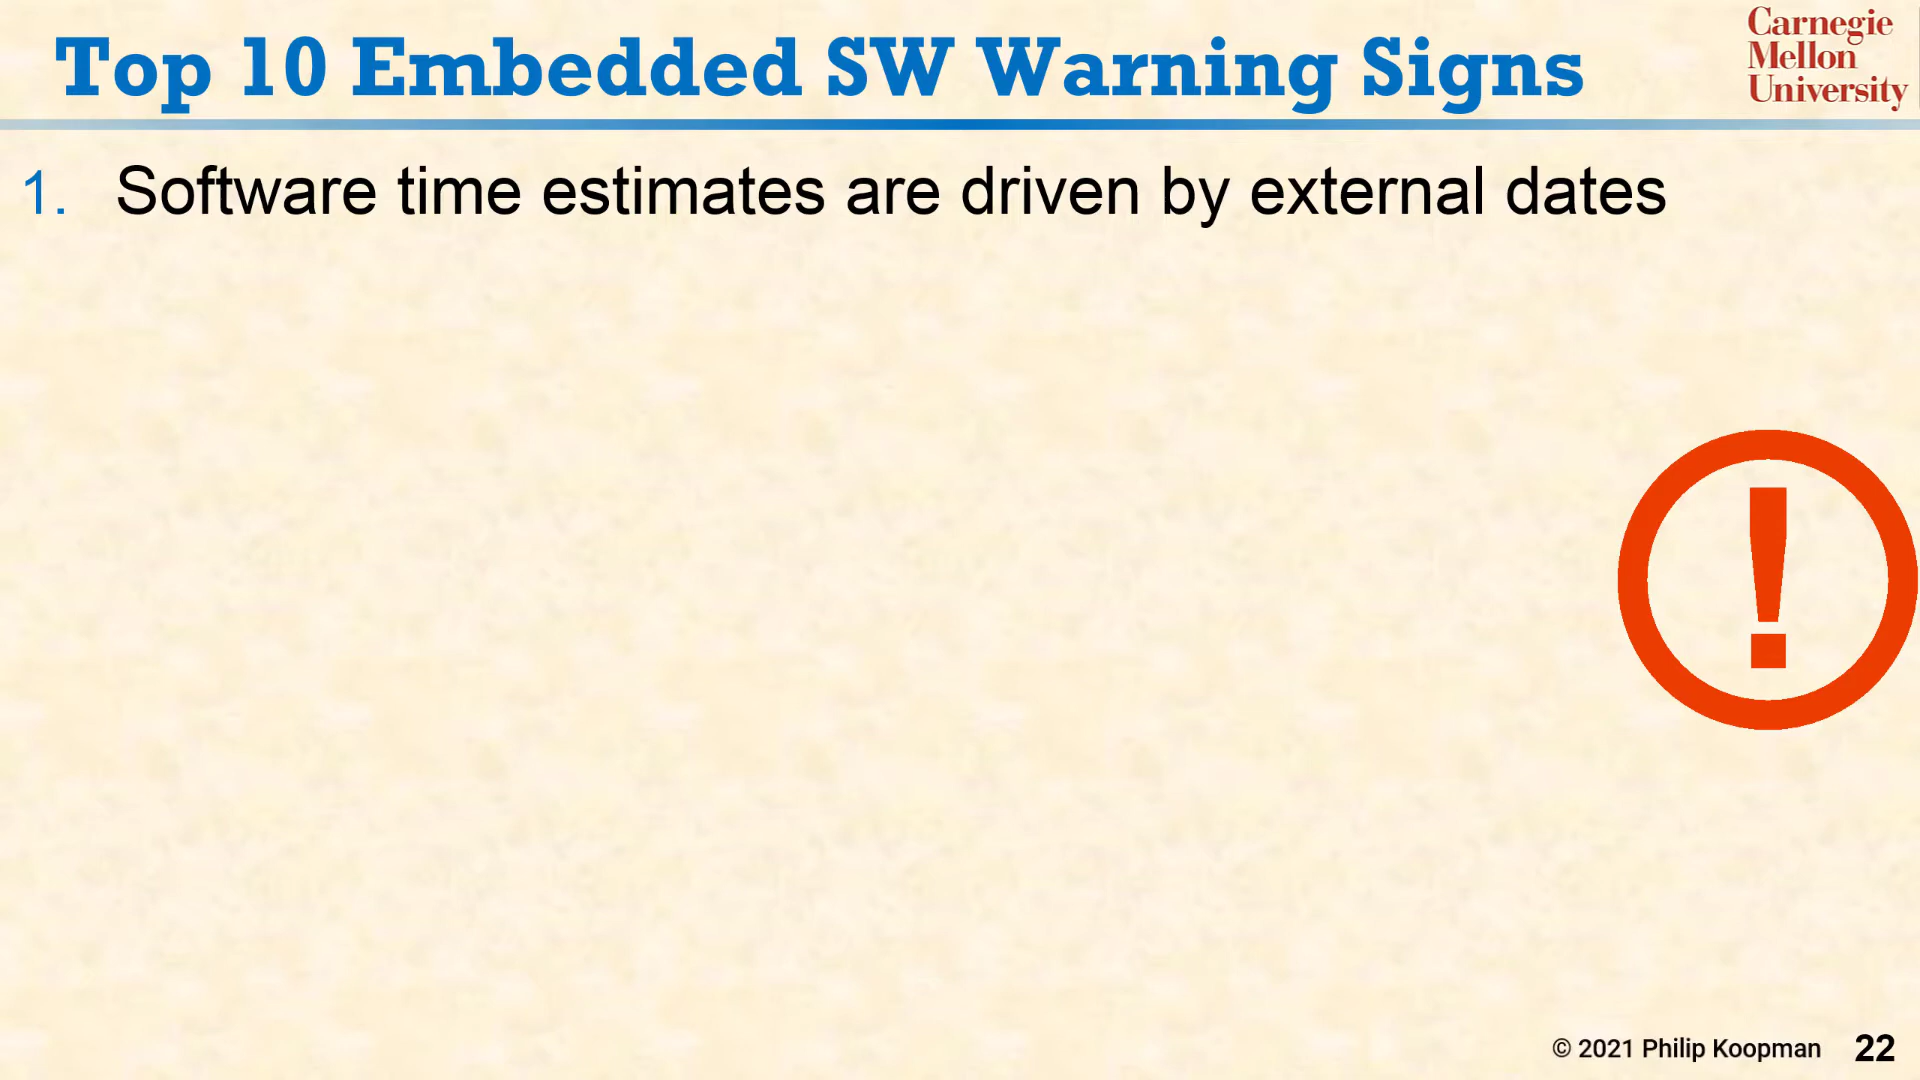 Top 10 Embedded SW Warning Signs
Carnegie
Mellon
University
1. Software time estimates are driven by external dates
!
© 2021 Philip Koopman 22